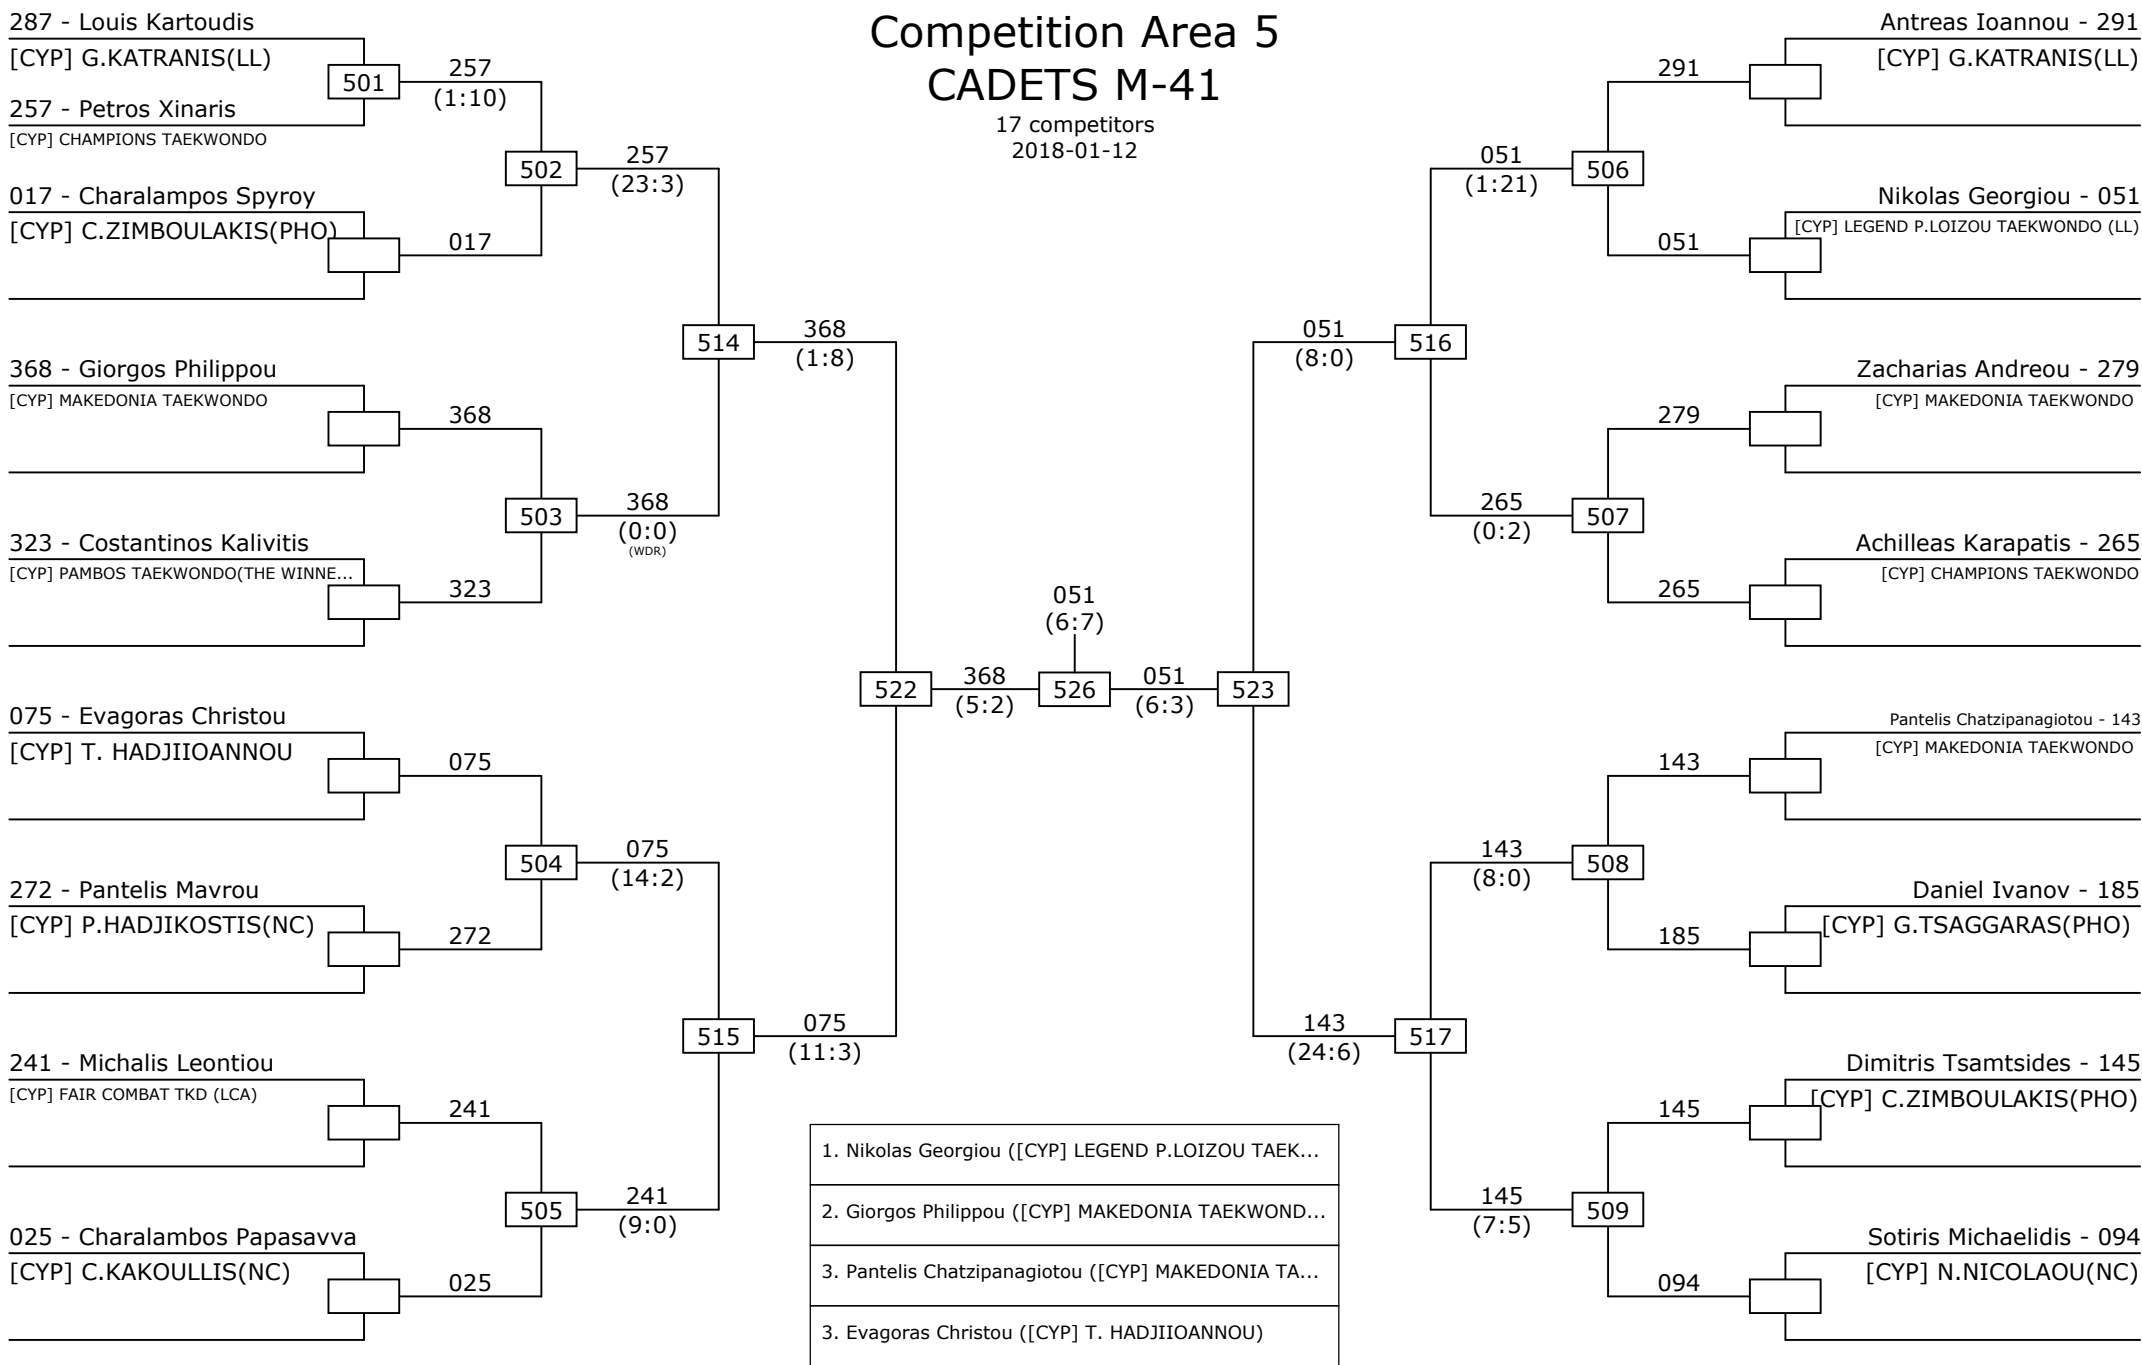 Competition Area 5
CADETS M-41
17 competitors
2018-01-12
287 - Louis Kartoudis
[CYP] G.KATRANIS(LL)
501
257
(1:10)
257 - Petros Xinaris
[CYP] CHAMPIONS TAEKWONDO
502
257
(23:3)
017 - Charalampos Spyroy
[CYP] C.ZIMBOULAKIS(PHO)
017
514
368
(1:8)
368 - Giorgos Philippou
[CYP] MAKEDONIA TAEKWONDO
368
503
368
(0:0)
(WDR)
323 - Costantinos Kalivitis
[CYP] PAMBOS TAEKWONDO(THE WINNE...
323
522
368
(5:2)
526
051
(6:7)
051
(6:3)
523
075 - Evagoras Christou
[CYP] T. HADJIIOANNOU
075
504
075
(14:2)
272 - Pantelis Mavrou
[CYP] P.HADJIKOSTIS(NC)
272
515
075
(11:3)
241 - Michalis Leontiou
[CYP] FAIR COMBAT TKD (LCA)
241
505
241
(9:0)
025 - Charalambos Papasavva
[CYP] C.KAKOULLIS(NC)
025
Antreas Ioannou - 291
[CYP] G.KATRANIS(LL)
291
051
(1:21)
506
Nikolas Georgiou - 051
[CYP] LEGEND P.LOIZOU TAEKWONDO (LL)
051
051
(8:0)
516
Zacharias Andreou - 279
[CYP] MAKEDONIA TAEKWONDO
279
265
(0:2)
507
Achilleas Karapatis - 265
[CYP] CHAMPIONS TAEKWONDO
265
Pantelis Chatzipanagiotou - 143
[CYP] MAKEDONIA TAEKWONDO
143
143
(8:0)
508
Daniel Ivanov - 185
[CYP] G.TSAGGARAS(PHO)
185
143
(24:6)
517
Dimitris Tsamtsides - 145
[CYP] C.ZIMBOULAKIS(PHO)
145
145
(7:5)
509
Sotiris Michaelidis - 094
[CYP] N.NICOLAOU(NC)
094
1. Nikolas Georgiou ([CYP] LEGEND P.LOIZOU TAEK...
2. Giorgos Philippou ([CYP] MAKEDONIA TAEKWOND...
3. Pantelis Chatzipanagiotou ([CYP] MAKEDONIA TA...
3. Evagoras Christou ([CYP] T. HADJIIOANNOU)